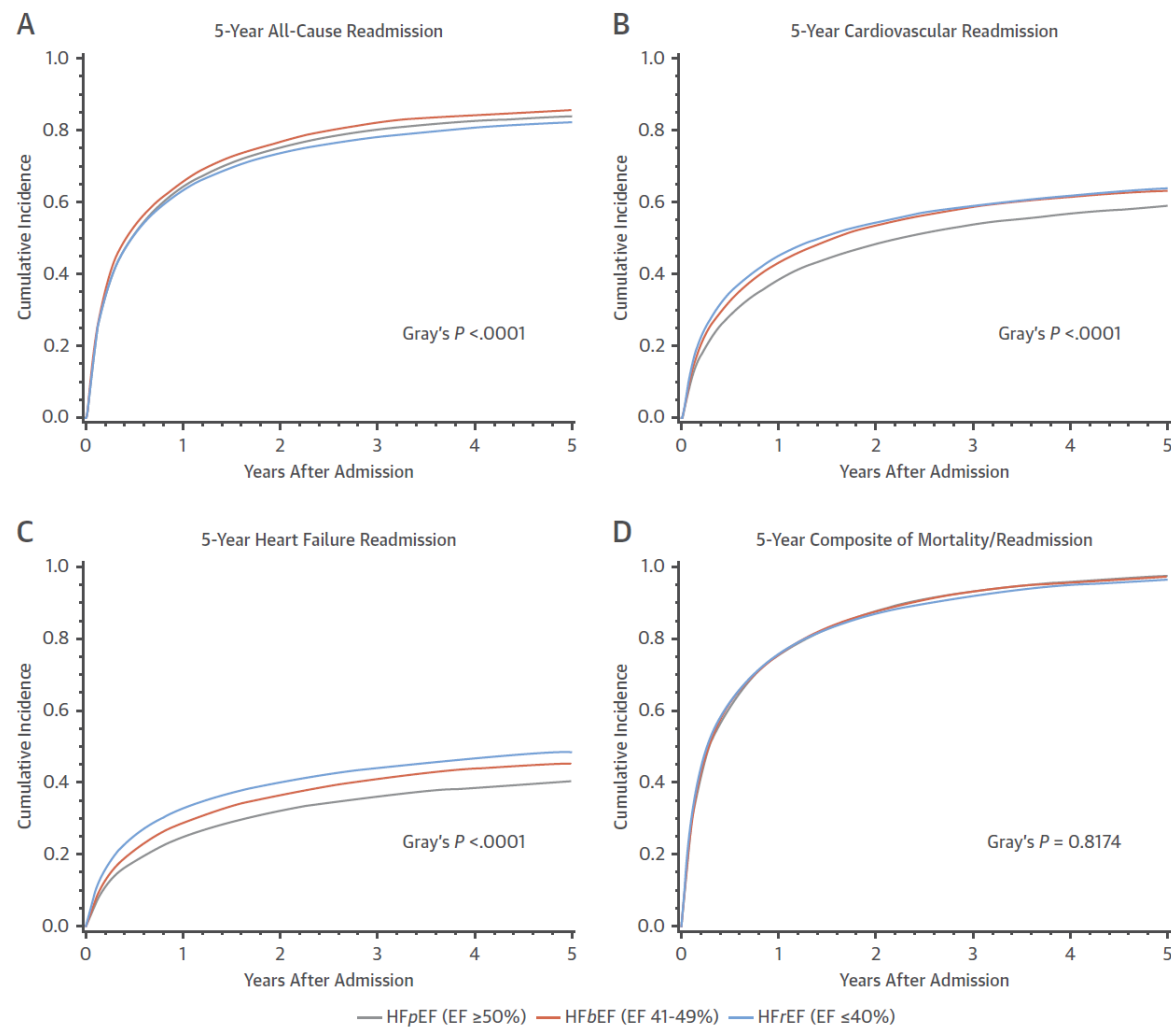 A
5-Year All-Cause Readmission
1.0
0.8
0.6
0.4
0.2
0.0
Cumulative Incidence
Gray's P <.0001
0 1 2 3 4 5
Years After Admission
B
5-Year Cardiovascular Readmission
1.0
0.8
0.6
0.4
0.2
0.0
Cumulative Incidence
Gray's P <.0001
0 1 2 3 4 5
Years After Admission
C
5-Year Heart Failure Readmission
1.0
0.8
0.6
0.4
0.2
0.0
Cumulative Incidence
Gray's P <.0001
0 1 2 3 4 5
Years After Admission
D
5-Year Composite of Mortality/Readmission
1.0
0.8
0.6
0.4
0.2
0.0
Cumulative Incidence
Gray's P = 0.8174
0 1 2 3 4 5
Years After Admission
HFpEF (EF ≥50%) HFbEF (EF 41-49%) HFrEF (EF ≤40%)